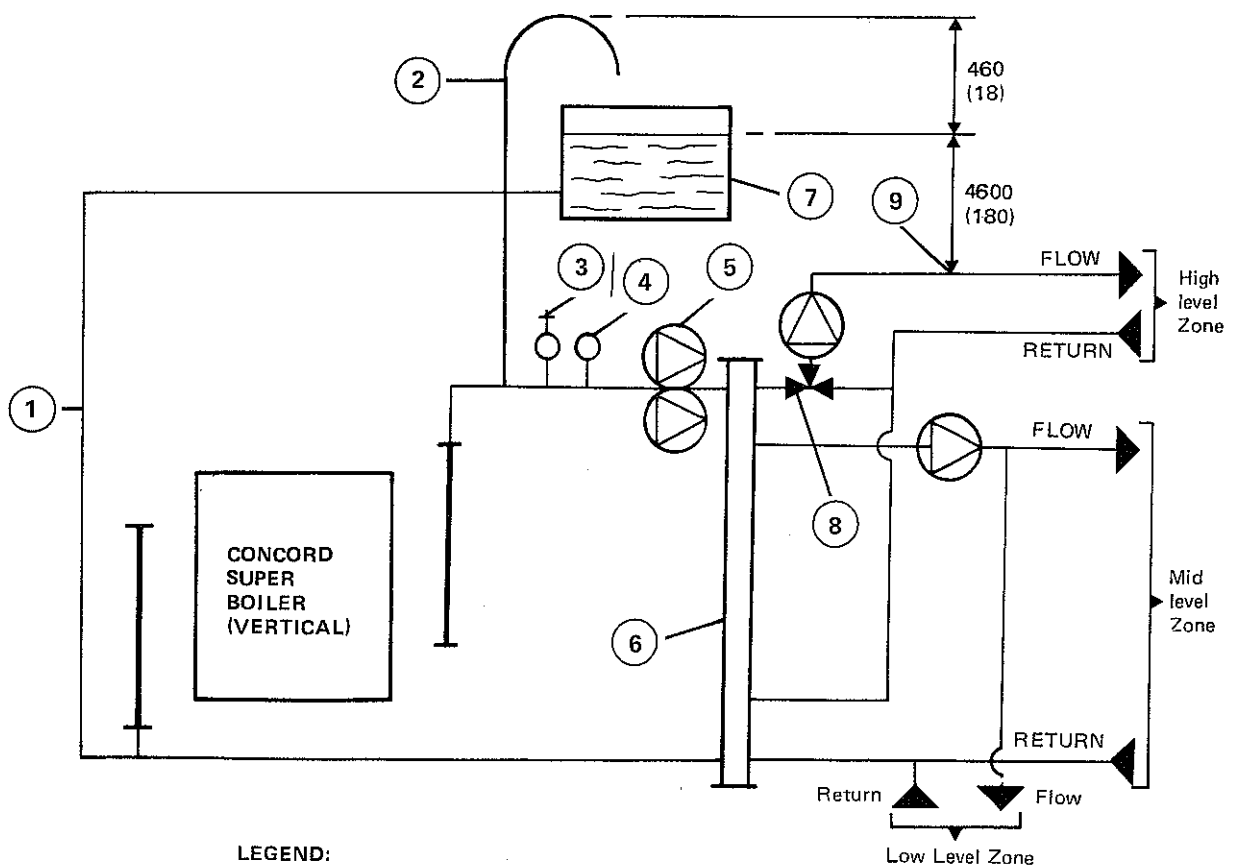 2
460
(18)
7
9
4600
(180)
3
4
5
FLOW
High
level
Zone
RETURN
1
FLOW
8
CONCORD
SUPER
BOILER
(VERTICAL)
6
Mid
level
Zone
RETURN
Return
Flow
LEGEND:
Low Level Zone